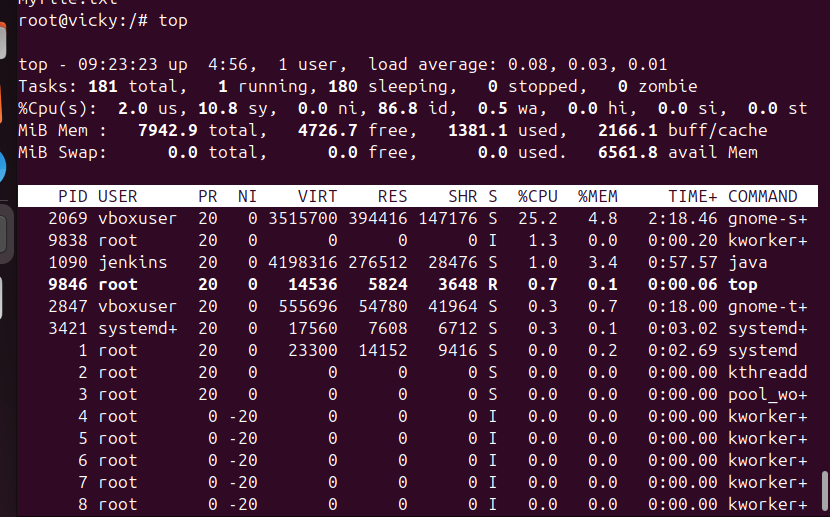 MyFile.txt
root@vicky:/# top
top - 09:23:23 up  4:56,  1 user,  load average: 0.08, 0.03, 0.01
Tasks: 181 total,   1 running, 180 sleeping,   0 stopped,   0 zombie
%Cpu(s):  2.0 us, 10.8 sy,  0.0 ni, 86.8 id,  0.5 wa,  0.0 hi,  0.0 si,  0.0 st
MiB Mem :   7942.9 total,   4726.7 free,   1381.1 used,   2166.1 buff/cache
MiB Swap:      0.0 total,      0.0 free,      0.0 used.   6561.8 avail Mem
PID USER      PR  NI    VIRT    RES    SHR S  %CPU  %MEM     TIME+ COMMAND
2069 vboxuser  20   0 3515700 394416 147176 S  25.2   4.8   2:18.46 gnome-s+
9838 root      20   0       0      0      0 I   1.3   0.0   0:00.20 kworker+
1090 jenkins   20   0 4198316 276512  28476 S   1.0   3.4   0:57.57 java
9846 root      20   0   14536   5824   3648 R   0.7   0.1   0:00.06 top
2847 vboxuser  20   0  555696  54780  41964 S   0.3   0.7   0:18.00 gnome-t+
3421 systemd+  20   0   17560   7608   6712 S   0.3   0.1   0:03.02 systemd+
1 root      20   0   23300  14152   9416 S   0.0   0.2   0:02.69 systemd
2 root      20   0       0      0      0 S   0.0   0.0   0:00.00 kthreadd
3 root      20   0       0      0      0 S   0.0   0.0   0:00.00 pool_wo+
4 root       0 -20       0      0      0 I   0.0   0.0   0:00.00 kworker+
5 root       0 -20       0      0      0 I   0.0   0.0   0:00.00 kworker+
6 root       0 -20       0      0      0 I   0.0   0.0   0:00.00 kworker+
7 root       0 -20       0      0      0 I   0.0   0.0   0:00.00 kworker+
8 root       0 -20       0      0      0 I   0.0   0.0   0:00.00 kworker+